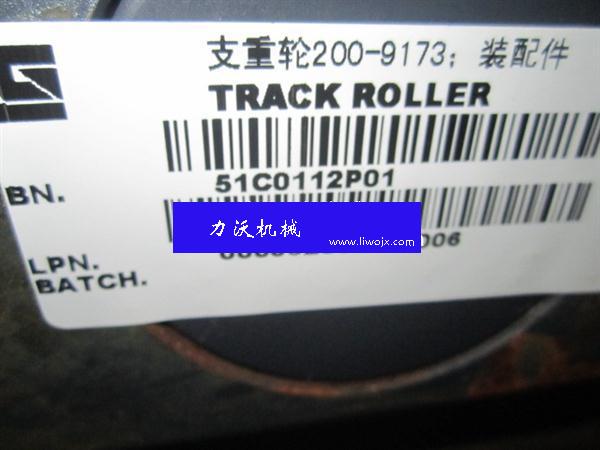 支重轮200-9173；装配件
TRACK ROLLER
BN.
51C0112P01
力沃机械
www.liwojx.com
LPN.
BATCH.